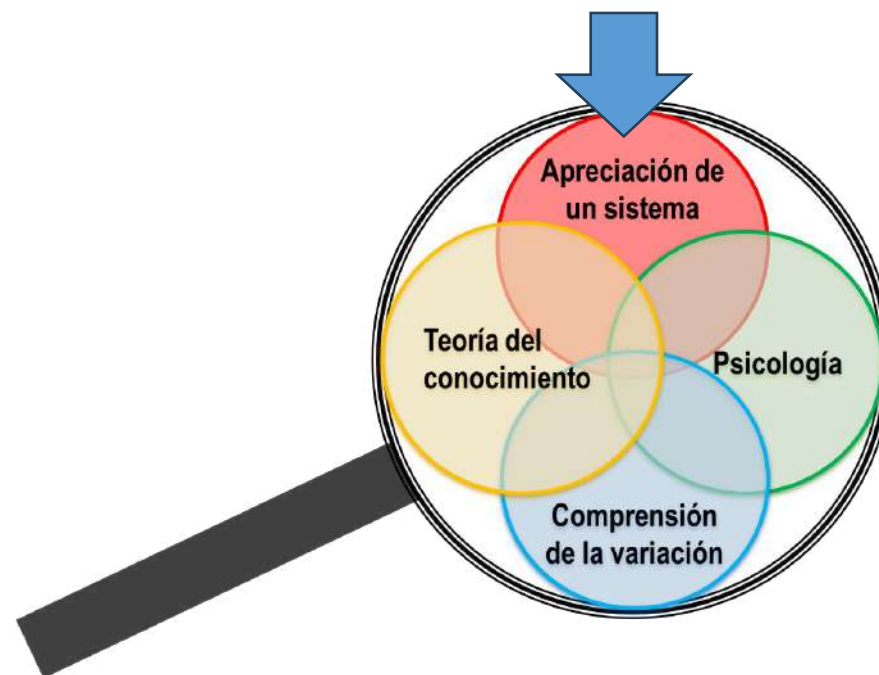 Apreciación de
un sistema
Teoría del
conocimiento
Psicología
Comprensión
de la variación